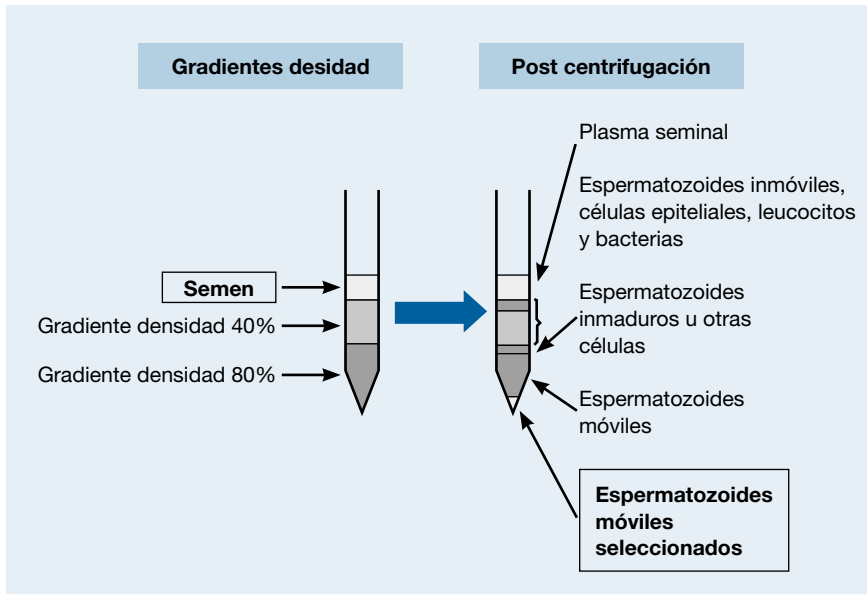 Gradientes desidad
Post centrifugación
Semen
Gradiente densidad 40%
Gradiente densidad 80%
Plasma seminal
Espermatozoides inmóviles,
células epiteliales, leucocitos
y bacterias
Espermatozoides
inmaduros u otras
células
Espermatozoides
móviles
Espermatozoides
móviles
seleccionados